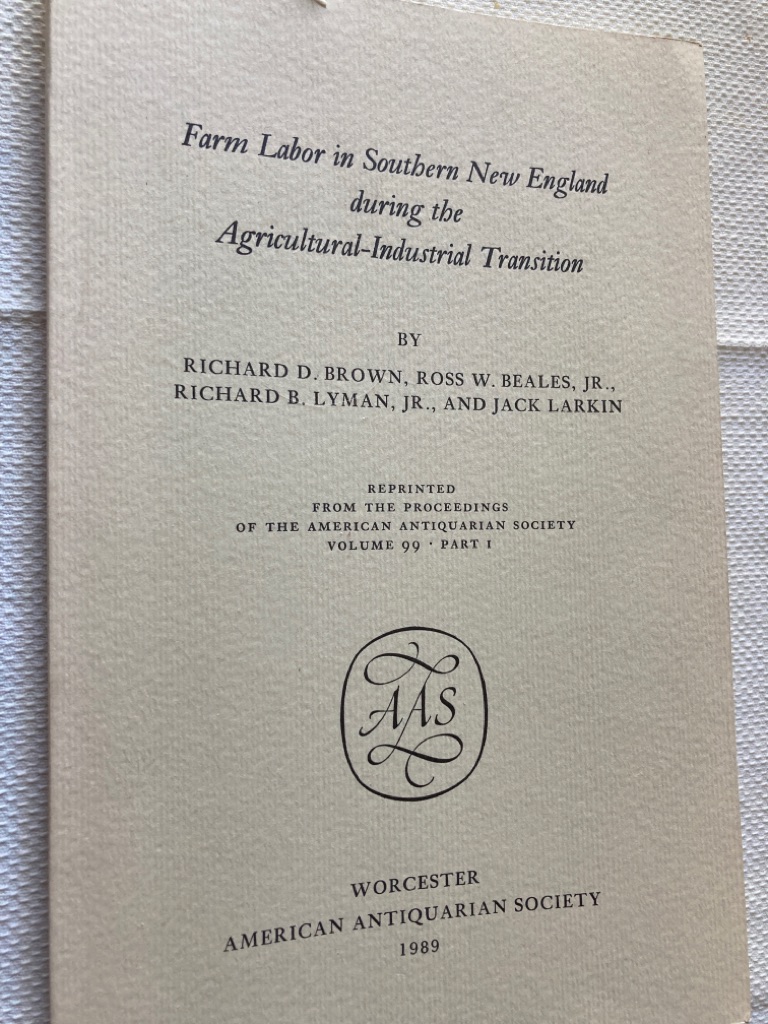 Farm Labor in Southern New England
during the
Agricultural-Industrial Transition
BY
RICHARD D. BROWN, ROSS W. BEALES, JR.,
RICHARD B. LYMAN, JR., AND JACK LARKIN
REPRINTED
FROM THE PROCEEDINGS
OF THE AMERICAN ANTIQUARIAN SOCIETY
VOLUME 99 · PART 1
AAS
WORCESTER
AMERICAN ANTIQUARIAN SOCIETY
1989